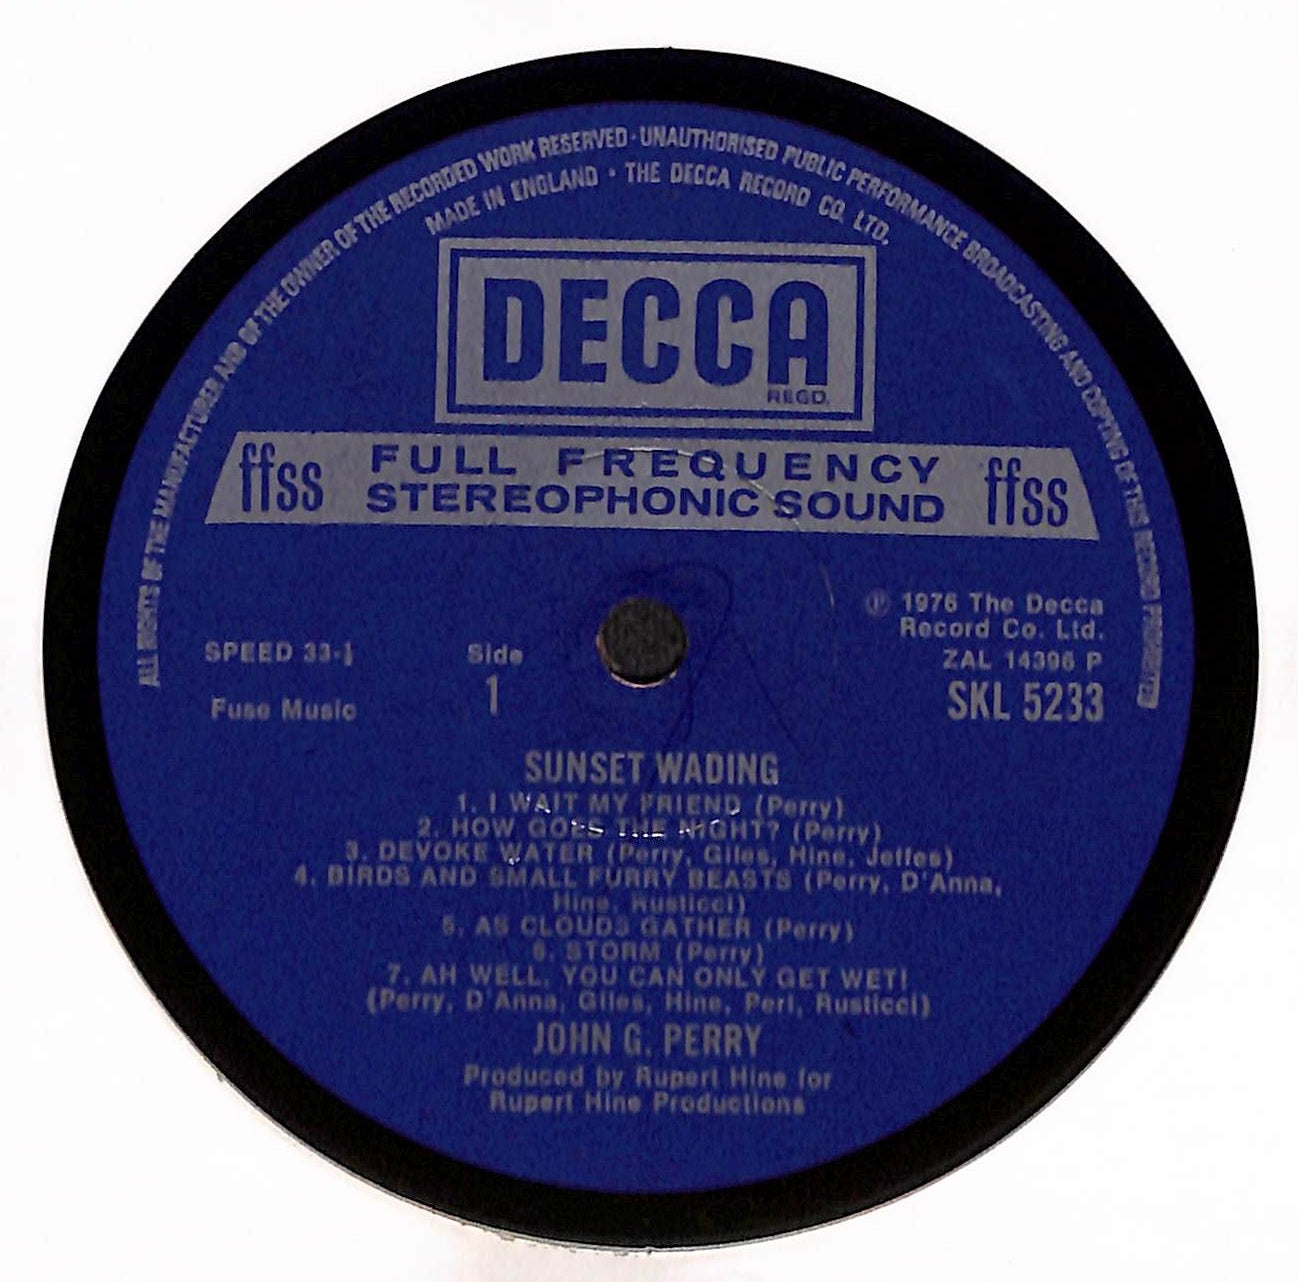 ALL RIGHTS OF THE MANUFACTURER AND OF THE OWNER OF THE RECORDED WORK RESERVED · UNAUTHORISED PUBLIC PERFORMANCE BROADCASTING AND COPYING OF THIS RECORD PROHIBITED
MADE IN ENGLAND · THE DECCA RECORD CO. LTD.
DECCA
REGD.
ffss FULL FREQUENCY ffss
STEREOPHONIC SOUND
Ⓟ 1976 The Decca
Record Co. Ltd.
SPEED 33-⅓ Side ZAL 14396 P
Fuse Music 1 SKL 5233
SUNSET WADING
1. I WAIT MY FRIEND (Perry)
2. HOW GOES THE NIGHT? (Perry)
3. DEVOKE WATER (Perry, Giles, Hine, Jeffes)
4. BIRDS AND SMALL FURRY BEASTS (Perry, D'Anna,
Hine, Rusticci)
5. AS CLOUDS GATHER (Perry)
6. STORM (Perry)
7. AH WELL, YOU CAN ONLY GET WET!
(Perry, D'Anna, Giles, Hine, Peri, Rusticci)
JOHN G. PERRY
Produced by Rupert Hine for
Rupert Hine Productions